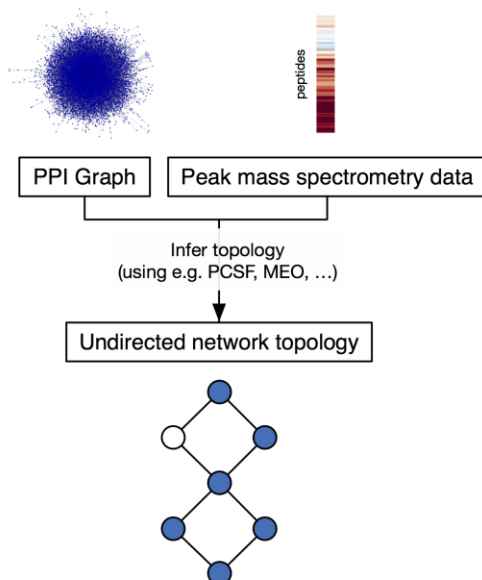 peptides
PPI Graph
Peak mass spectrometry data
Infer topology
(using e.g. PCSF, MEO, ...)
Undirected network topology